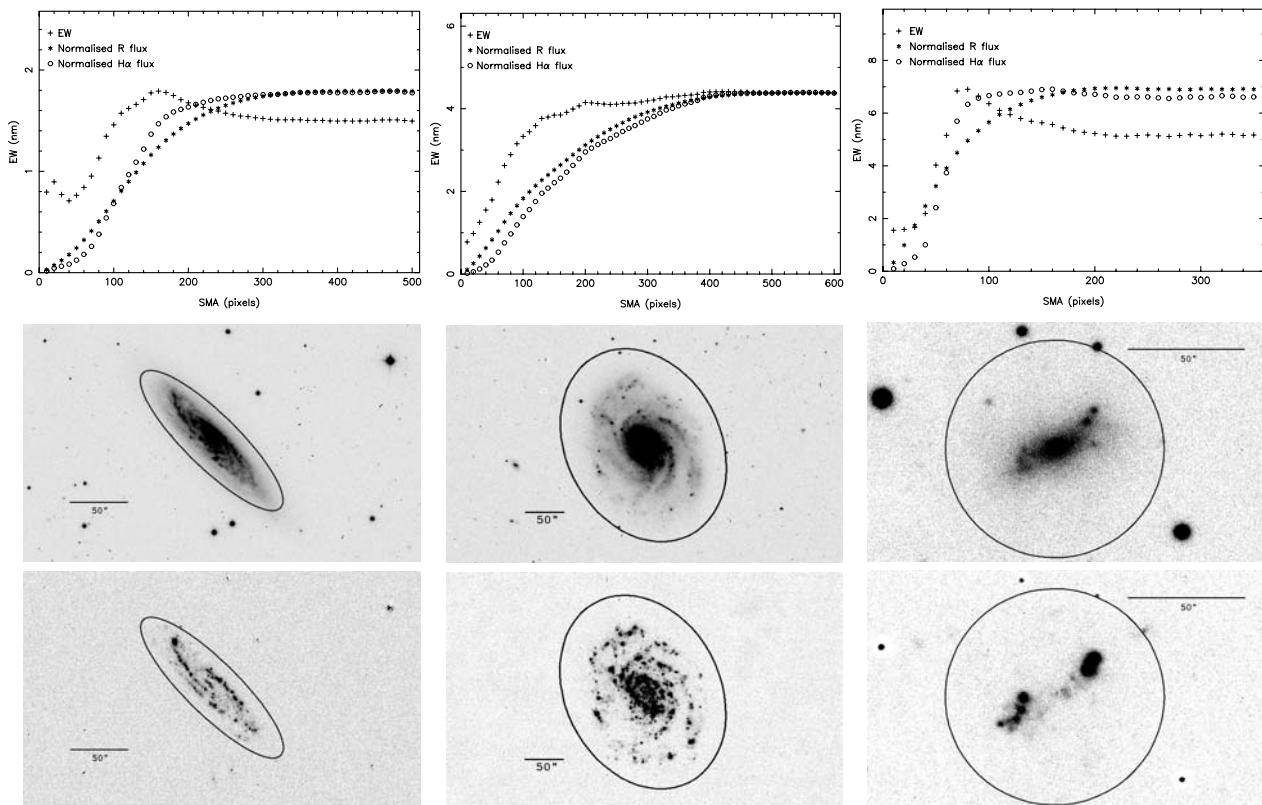 + EW
* Normalised R flux
o Normalised Hα flux
2
1
0
EW (nm)
0 100 200 300 400 500
SMA (pixels)
+ EW
* Normalised R flux
o Normalised Hα flux
6
4
2
0
EW (nm)
0 100 200 300 400 500 600
SMA (pixels)
+ EW
* Normalised R flux
o Normalised Hα flux
8
6
4
2
0
EW (nm)
0 100 200 300
SMA (pixels)
50"
50"
50"
50"
50"
50"